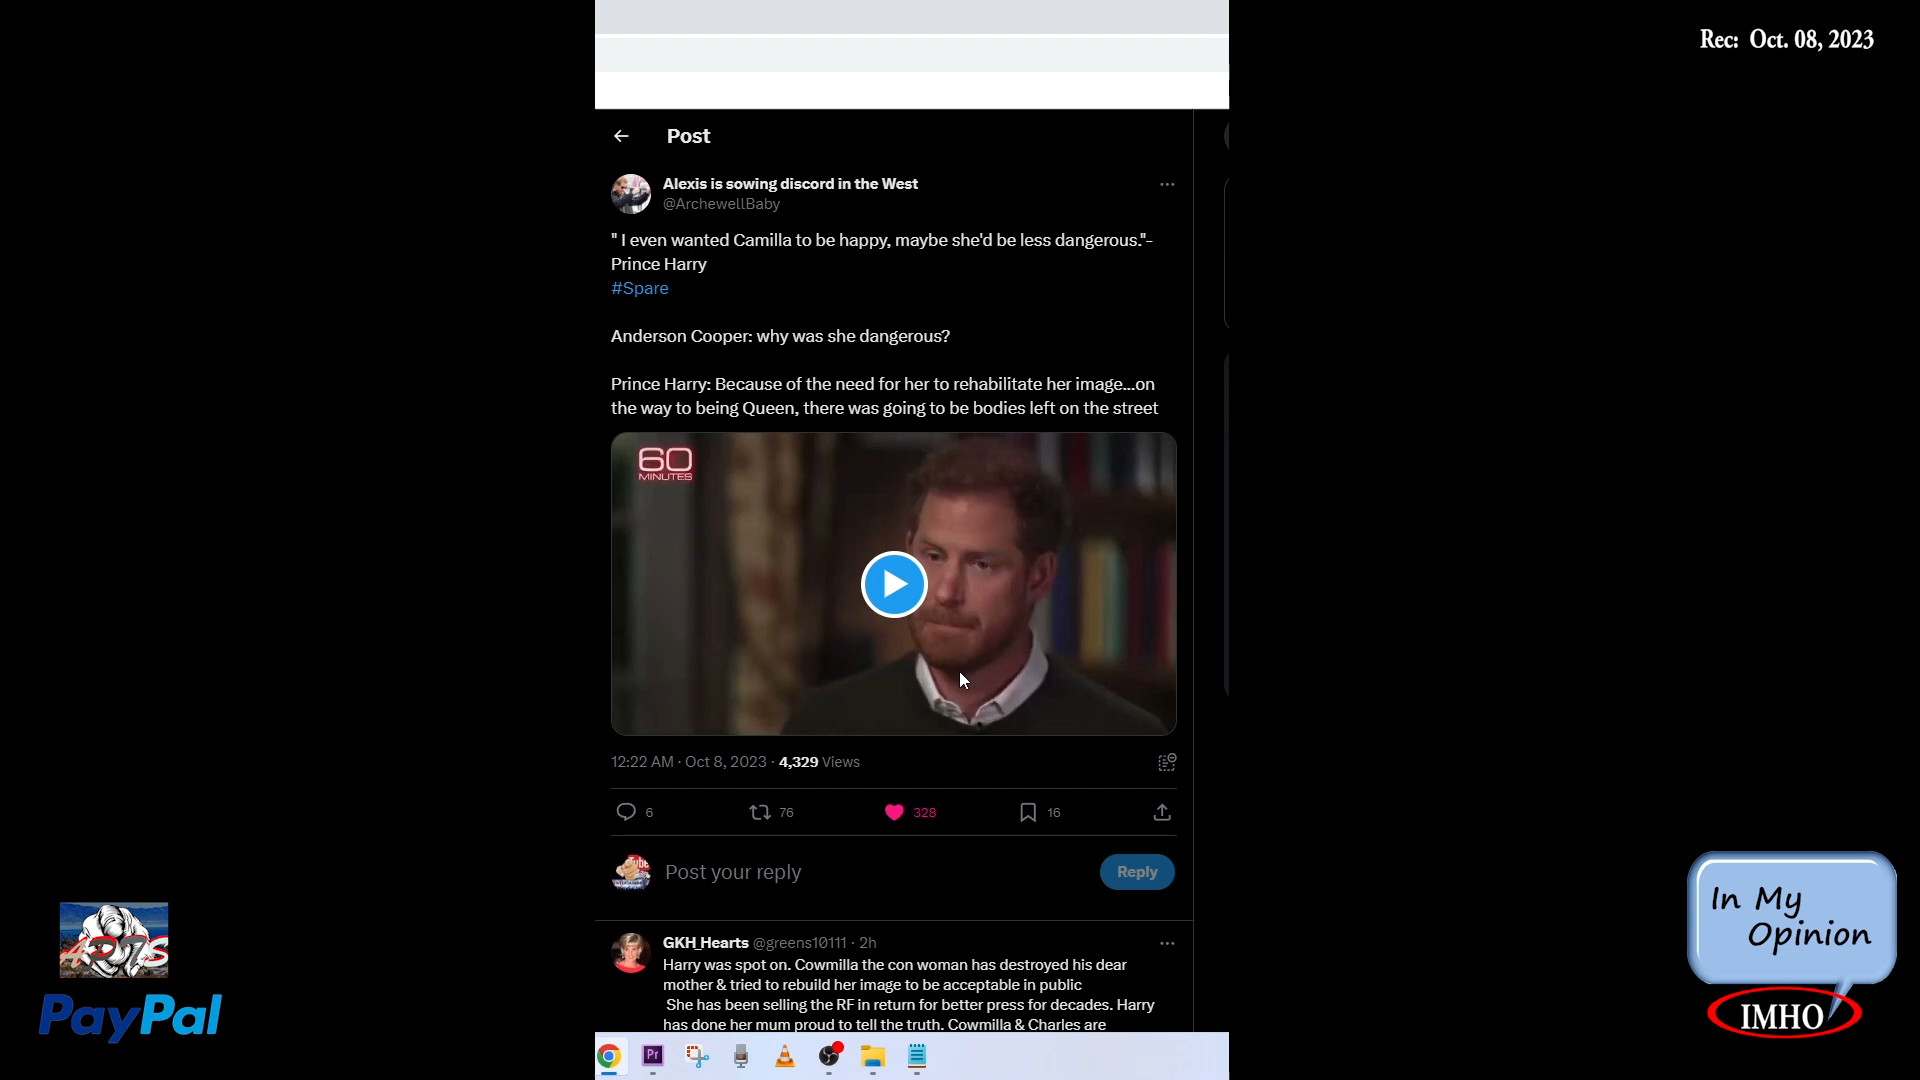 Rec: Oct. 08, 2023
Post
Alexis is sowing discord in the West
@ArchewellBaby
" I even wanted Camilla to be happy, maybe she'd be less dangerous."-
Prince Harry
#Spare
Anderson Cooper: why was she dangerous?
Prince Harry: Because of the need for her to rehabilitate her image...on
the way to being Queen, there was going to be bodies left on the street
60
MINUTES
12:22 AM · Oct 8, 2023 · 4,329 Views
6 76 328 16
Post your reply
Reply
GKH_Hearts @greens10111 · 2h
Harry was spot on. Cowmilla the con woman has destroyed his dear
mother & tried to rebuild her image to be acceptable in public
She has been selling the RF in return for better press for decades. Harry
has done her mum proud to tell the truth. Cowmilla & Charles are
In My
Opinion
IMHO
PayPal
Pr